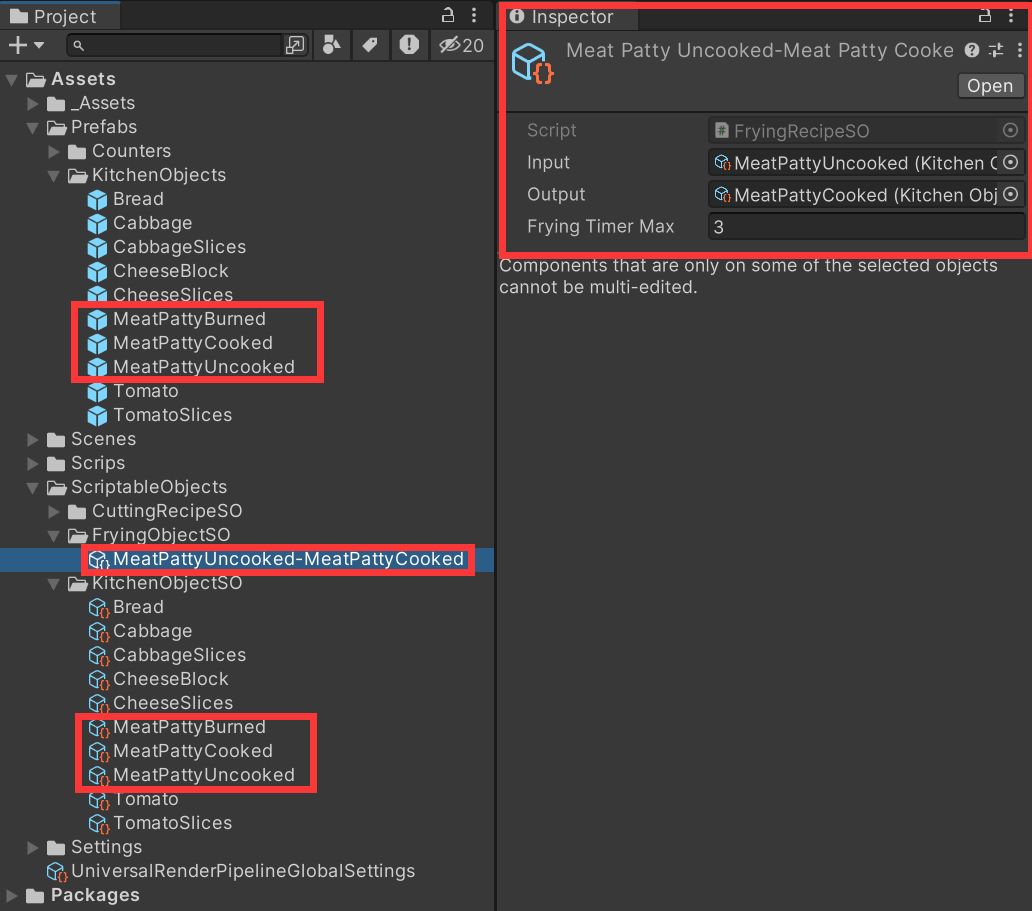 Project
20
Assets
_Assets
Prefabs
Counters
KitchenObjects
Bread
Cabbage
CabbageSlices
CheeseBlock
CheeseSlices
MeatPattyBurned
MeatPattyCooked
MeatPattyUncooked
Tomato
TomatoSlices
Scenes
Scrips
ScriptableObjects
CuttingRecipeSO
FryingObjectSO
MeatPattyUncooked-MeatPattyCooked
KitchenObjectSO
Bread
Cabbage
CabbageSlices
CheeseBlock
CheeseSlices
MeatPattyBurned
MeatPattyCooked
MeatPattyUncooked
Tomato
TomatoSlices
Settings
UniversalRenderPipelineGlobalSettings
Packages
Inspector
Meat Patty Uncooked-Meat Patty Cooke
Open
Script FryingRecipeSO
Input MeatPattyUncooked (Kitchen O
Output MeatPattyCooked (Kitchen Obj
Frying Timer Max 3
Components that are only on some of the selected objects
cannot be multi-edited.